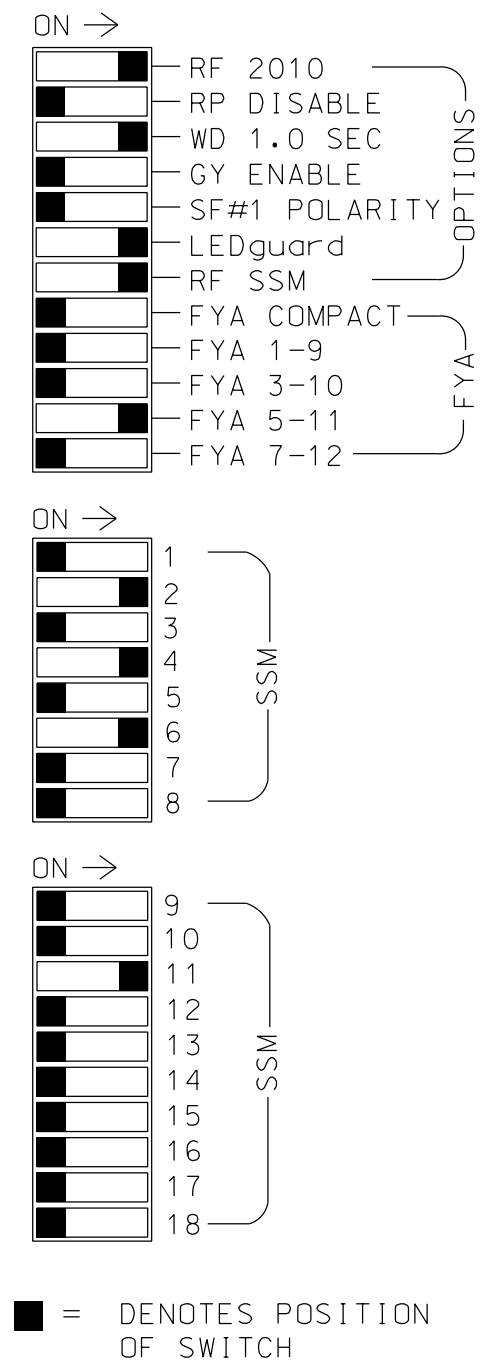 ON →
RF 2010
RP DISABLE
WD 1.0 SEC
GY ENABLE
SF#1 POLARITY
LEDguard
RF SSM
OPTIONS
FYA COMPACT
FYA 1-9
FYA 3-10
FYA 5-11
FYA 7-12
FYA
ON →
1
2
3
4
5
6
7
8
SSM
ON →
9
10
11
12
13
14
15
16
17
18
SSM
= DENOTES POSITION
OF SWITCH